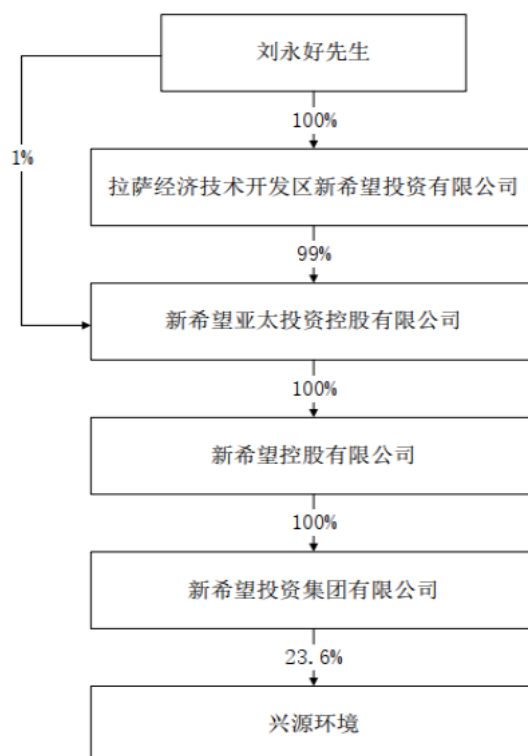 刘永好先生
100%
1%
拉萨经济技术开发区新希望投资有限公司
99%
新希望亚太投资控股有限公司
100%
新希望控股有限公司
100%
新希望投资集团有限公司
23.6%
兴源环境